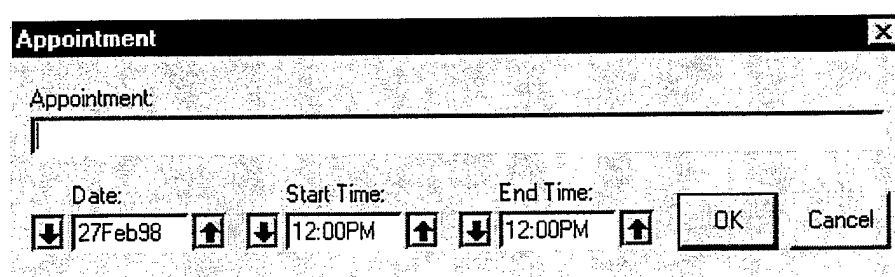 Appointment
Appointment:
Date: Start Time: End Time:
27Feb98 12:00PM 12:00PM OK Cancel